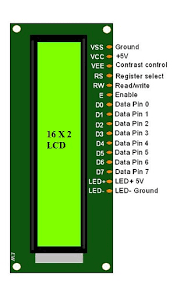 VSS Ground
VCC +5V
VEE Contrast control
RS Register select
RW Read/write
E Enable
D0 Data Pin 0
D1 Data Pin 1
D2 Data Pin 2
D3 Data Pin 3
D4 Data Pin 4
D5 Data Pin 5
D6 Data Pin 6
D7 Data Pin 7
LED+ LED+ 5V
LED- LED- Ground
16 X 2
LCD